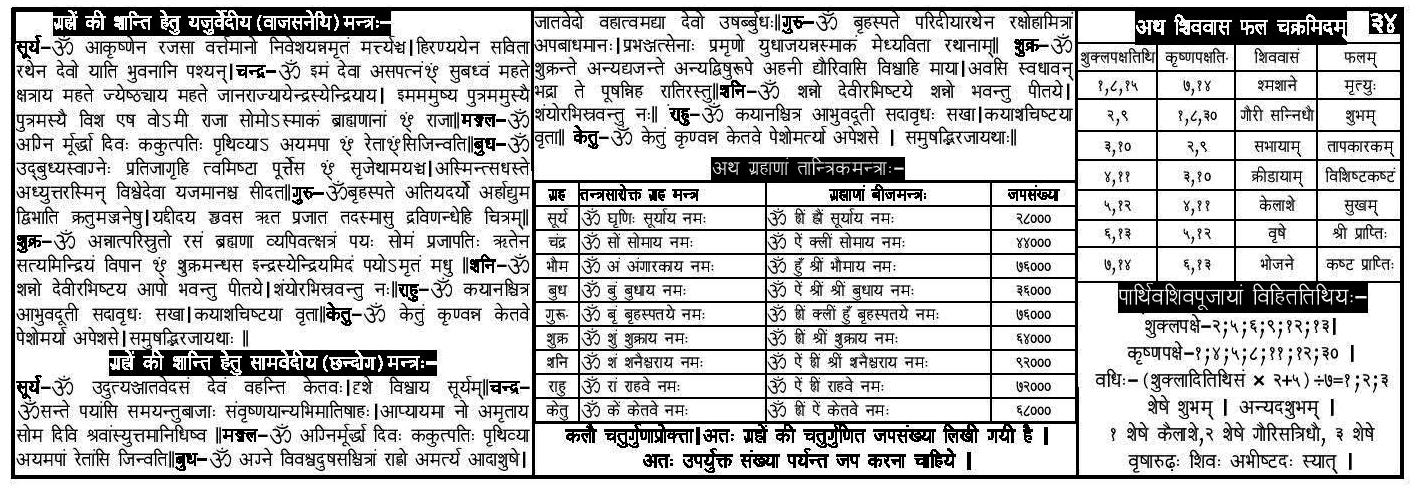 ग्रहों की शान्ति हेतु यजुर्वेदीय (वाजसनेयि) मन्त्रः–
सूर्य–ॐ आकृष्णेन रजसा वर्त्तमानो निवेशयन्नमृतं मर्त्त्यञ्च।हिरण्ययेन सविता
रथेन देवो याति भुवनानि पश्यन्।चन्द्र–ॐ इमं देवा असपत्नᳬ सुबध्वं महते
क्षत्राय महते ज्येष्ठ्याय महते जानराज्यायेन्द्रस्येन्द्रियाय। इमममुष्य पुत्रममुस्यै
पुत्रमस्यै विश एष वोऽमी राजा सोमोऽस्माकं ब्राह्मणानां ᳬ राजा॥मङ्गल–ॐ
अग्नि मूर्द्धा दिवः ककुत्पतिः पृथिव्याऽ अयमपा ᳬ रेताᳬसिजिन्वति॥बुध–ॐ
उद्बुध्यस्वाग्नेः प्रतिजागृहि त्वमिष्टा पूर्त्तेस ᳬ सृजेथामयञ्च।अस्मिन्त्सधस्ते
अध्युत्तरस्मिन् विश्वेदेवा यजमानश्च सीदत॥गुरु–ॐबृहस्पते अतियदर्यो अर्हाद्युम
द्विभाति क्रतुमज्जनेषु।यद्दीदय च्छवस ऋत प्रजात तदस्मासु द्रविणन्धेहि चित्रम्॥
शुक्र–ॐ अन्नात्परिस्रुतो रसं ब्रह्मणा व्यपिवत्क्षत्रं पयः सोमं प्रजापतिः ऋतेन
सत्यमिन्द्रियं विपान ᳬ शुक्रमन्धस इन्द्रस्येन्द्रियमिदं पयोऽमृतं मधु ॥शनि–ॐ
शन्नो देवीरभिष्टय आपो भवन्तु पीतये।शंयोरभिस्रवन्तु नः॥राहु–ॐ कयानश्चित्र
आभुवदूती सदावृधः सखा।कयाशचिष्टया वृता॥केतु–ॐ केतुं कृण्वन्न केतवे
पेशोमर्या अपेशसे।समुषद्भिरजायथाः ॥
ग्रहों की शान्ति हेतु सामवेदीय (छन्दोग) मन्त्रः–
सूर्य–ॐ उदुत्यञ्जातवेदसं देवं वहन्ति केतवः।दृशे विश्वाय सूर्यम्॥चन्द्र–
ॐसन्ते पयांसि समयन्तुबाजाः संवृष्णयान्यभिमातिषाहः।आप्यायमा नो अमृताय
सोम दिवि श्रवांस्युत्तमानिधिष्व ॥मङ्गल–ॐ अग्निमूर्द्धा दिवः ककुत्पतिः पृथिव्या
अयमपां रेतांसि जिन्वति॥बुध–ॐ अग्ने विवश्वदुषसश्चित्रां राह्रो अमर्त्य आदाशुषे।
जातवेदो वहात्वमद्या देवो उषर्ब्बुधः॥गुरु–ॐ बृहस्पते परिदीयारथेन रक्षोहामित्रां
अपबाधमानः।प्रभञ्जत्सेनाः प्रमृणो युधाजयन्नस्माकं मेध्यविता रथानाम्॥ शुक्र–ॐ
शुक्रन्ते अन्यद्यजन्ते अन्यद्विषुरूपे अहनी द्यौरिवासि विश्वाहि माया।अवसि स्वधावन्
भद्रा ते पूषन्निह रातिरस्तु॥शनि–ॐ शन्नो देवीरभिष्टये शन्नो भवन्तु पीतये।
शंयोरभिस्रवन्तु नः॥ राहु–ॐ कयानश्चित्र आभुवदूती सदावृधः सखा।कयाशचिष्टया
वृता॥ केतु–ॐ केतुं कृण्वन्न केतवे पेशोमर्त्या अपेशसे । समुषद्भिरजायथाः॥
अथ ग्रहाणां तान्त्रिकमन्त्राः–
ग्रह तन्त्रसारोक्त ग्रह मन्त्र ग्रहाणां बीजमन्त्रः जपसंख्या
सूर्य ॐ घृणिः सूर्याय नमः ॐ ह्रीं ह्रौं सूर्याय नमः २८०००
चंद्र ॐ सों सोमाय नमः ॐ ऐं क्लीं सोमाय नमः ४४०००
भौम ॐ अं अंगारकाय नमः ॐ हुँ श्रीं भौमाय नमः ७६०००
बुध ॐ बुं बुधाय नमः ॐ ऐं श्रीं श्रीं बुधाय नमः ३६०००
गुरू ॐ बृं बृहस्पतये नमः ॐ ह्रीं क्लीं हुँ बृहस्पतये नमः ७६०००
शुक्र ॐ शुं शुक्राय नमः ॐ ह्रीं श्रीं शुक्राय नमः ६४०००
शनि ॐ शं शनैश्चराय नमः ॐ ऐं ह्रीं श्रीं शनैश्चराय नमः ९२०००
राहु ॐ रां राहवे नमः ॐ ऐं ह्रीं राहवे नमः ७२०००
केतु ॐ कें केतवे नमः ॐ ह्रीं ऐं केतवे नमः ६८०००
कलौ चतुर्गुणाप्रोक्ता।अतः ग्रहों की चतुर्गुणित जपसंख्या लिखी गयी है ।
अतः उपर्युक्त संख्या पर्यन्त जप करना चाहिये ।
अथ शिववास फल चक्रमिदम् ३४
शुक्लपक्षतिथि कृष्णपक्षतिः शिववासं फलम्
१,८,१५ ७,१४ श्मशाने मृत्युः
२,९ १,८,३० गौरी सन्निधौ शुभम्
३,१० २,९ सभायाम् तापकारकम्
४,११ ३,१० क्रीडायाम् विशिष्टकष्टं
५,१२ ४,११ केलाशे सुखम्
६,१३ ५,१२ वृषे श्री प्राप्तिः
७,१४ ६,१३ भोजने कष्ट प्राप्तिः
पार्थिवशिवपूजायां विहिततिथियः–
शुक्लपक्षे–२;५;६;९;१२;१३।
कृष्णपक्षे–१;४;५;८;११;१२;३० ।
वधिः–(शुक्लादितिथिसं × २+५)÷७=१;२;३
शेषे शुभम् । अन्यदशुभम् ।
१ शेषे कैलाशे,२ शेषे गौरिसत्रिधौ, ३ शेषे
वृषारुढः शिवः अभीष्टदः स्यात् ।